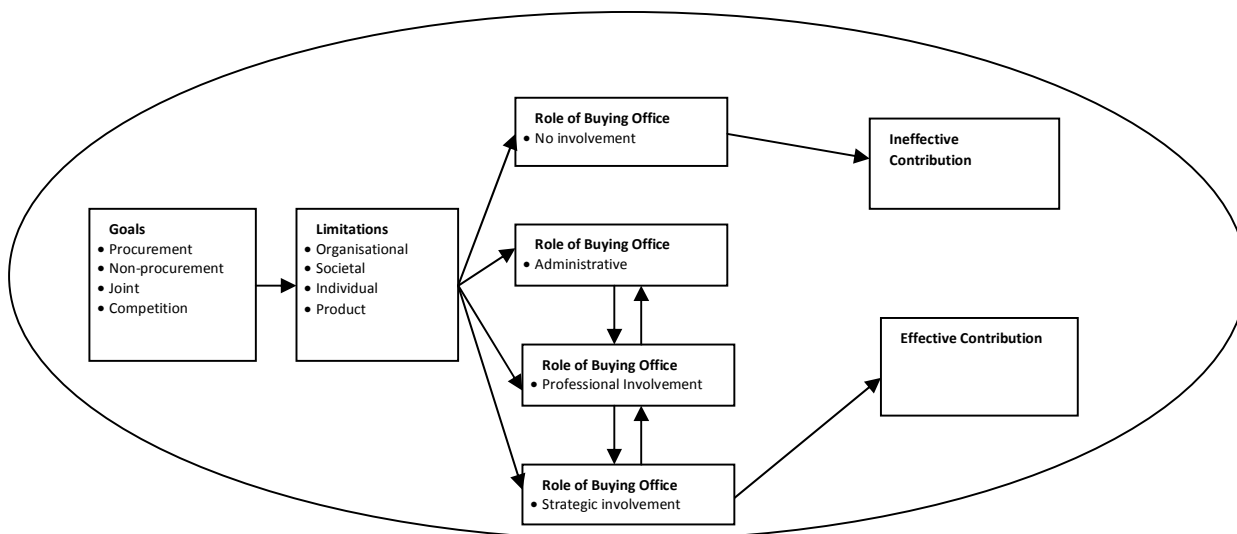 Goals
• Procurement
• Non-procurement
• Joint
• Competition
Limitations
• Organisational
• Societal
• Individual
• Product
Role of Buying Office
• No involvement
Role of Buying Office
• Administrative
Role of Buying Office
• Professional Involvement
Role of Buying Office
• Strategic involvement
Ineffective
Contribution
Effective Contribution